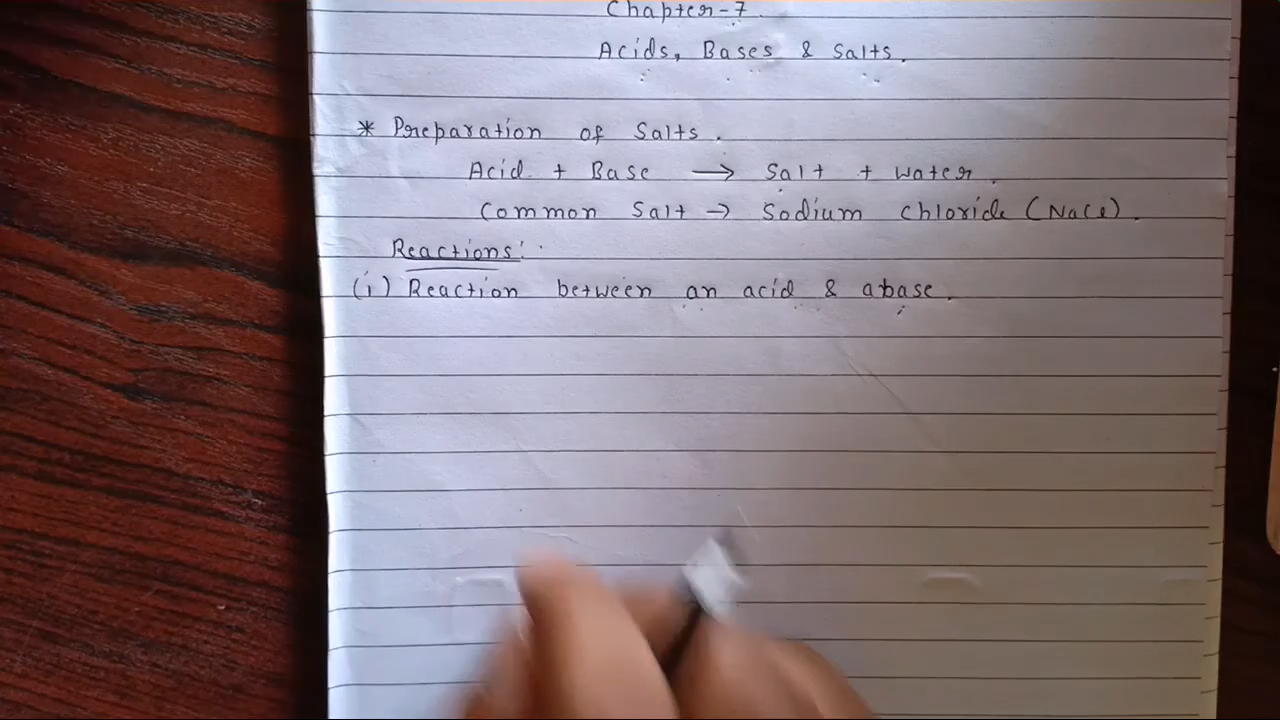 Chapter-7.
Acids, Bases & Salts.
* Preparation of Salts.
Acid + Base → Salt + Water.
Common Salt → Sodium Chloride (NaCl).
Reactions:
(i) Reaction between an acid & a base.